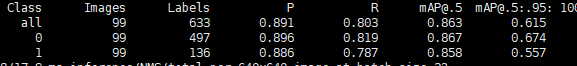 Class Images Labels P R mAP@.5 mAP@.5:.95: 100
all 99 633 0.891 0.803 0.863 0.615
0 99 497 0.896 0.819 0.867 0.674
1 99 136 0.886 0.787 0.858 0.557